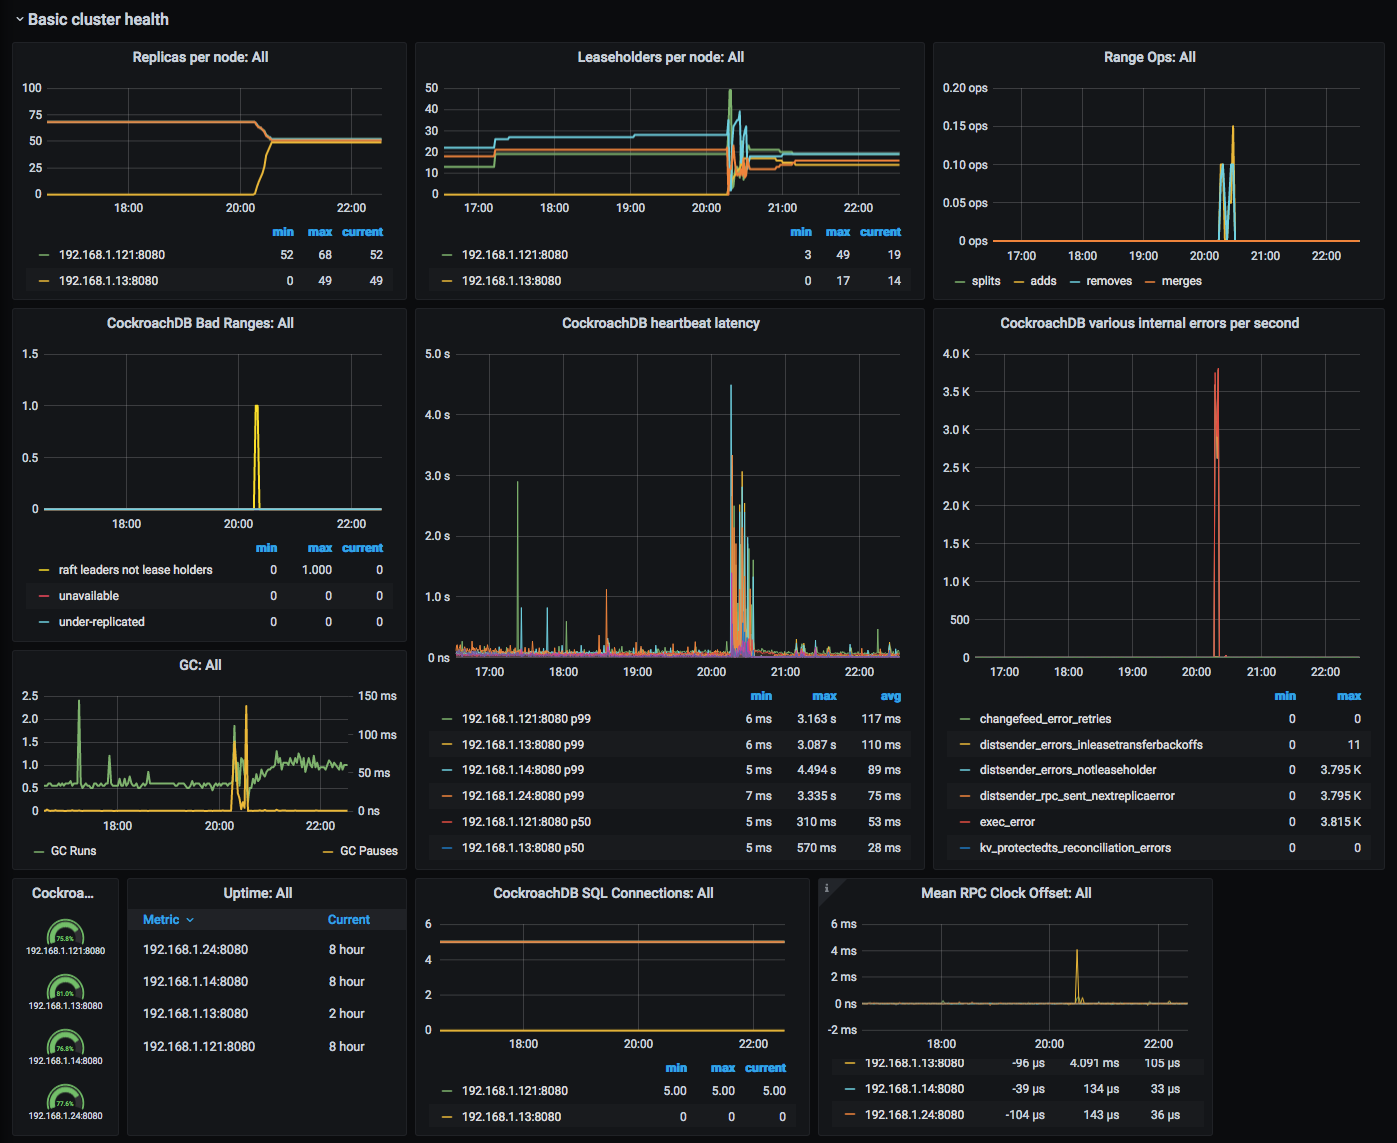 Basic cluster health
Replicas per node: All
100
75
50
25
0
18:00 20:00 22:00
min max current
192.168.1.121:8080 52 68 52
192.168.1.13:8080 0 49 49
Leaseholders per node: All
50
40
30
20
10
0
17:00 18:00 19:00 20:00 21:00 22:00
min max current
192.168.1.121:8080 3 49 19
192.168.1.13:8080 0 17 14
Range Ops: All
0.20 ops
0.15 ops
0.10 ops
0.05 ops
0 ops
17:00 18:00 19:00 20:00 21:00 22:00
splits adds removes merges
CockroachDB Bad Ranges: All
1.5
1.0
0.5
0
18:00 20:00 22:00
min max current
raft leaders not lease holders 0 1.000 0
unavailable 0 0 0
under-replicated 0 0 0
CockroachDB heartbeat latency
5.0 s
4.0 s
3.0 s
2.0 s
1.0 s
0 ns
17:00 18:00 19:00 20:00 21:00 22:00
min max avg
192.168.1.121:8080 p99 6 ms 3.163 s 117 ms
192.168.1.13:8080 p99 6 ms 3.087 s 110 ms
192.168.1.14:8080 p99 5 ms 4.494 s 89 ms
192.168.1.24:8080 p99 7 ms 3.335 s 75 ms
192.168.1.121:8080 p50 5 ms 310 ms 53 ms
192.168.1.13:8080 p50 5 ms 570 ms 28 ms
CockroachDB various internal errors per second
4.0 K
3.5 K
3.0 K
2.5 K
2.0 K
1.5 K
1.0 K
500
0
17:00 18:00 19:00 20:00 21:00 22:00
min max
changefeed_error_retries 0 0
distsender_errors_inleasetransferbackoffs 0 11
distsender_errors_notleaseholder 0 3.795 K
distsender_rpc_sent_nextreplicaerror 0 3.795 K
exec_error 0 3.815 K
kv_protectedts_reconciliation_errors 0 0
GC: All
2.5 150 ms
2.0
1.5 100 ms
1.0
0.5 50 ms
0 0 ns
18:00 20:00 22:00
GC Runs GC Pauses
Cockroa...
75.8%
192.168.1.121:8080
81.0%
192.168.1.13:8080
76.8%
192.168.1.14:8080
77.6%
192.168.1.24:8080
Uptime: All
Metric Current
192.168.1.24:8080 8 hour
192.168.1.14:8080 8 hour
192.168.1.13:8080 2 hour
192.168.1.121:8080 8 hour
CockroachDB SQL Connections: All
6
4
2
0
18:00 20:00 22:00
min max current
192.168.1.121:8080 5.00 5.00 5.00
192.168.1.13:8080 0 0 0
i
Mean RPC Clock Offset: All
6 ms
4 ms
2 ms
0 ns
-2 ms
18:00 20:00 22:00
192.168.1.13:8080 -96 µs 4.091 ms 105 µs
192.168.1.14:8080 -39 µs 134 µs 33 µs
192.168.1.24:8080 -104 µs 143 µs 36 µs